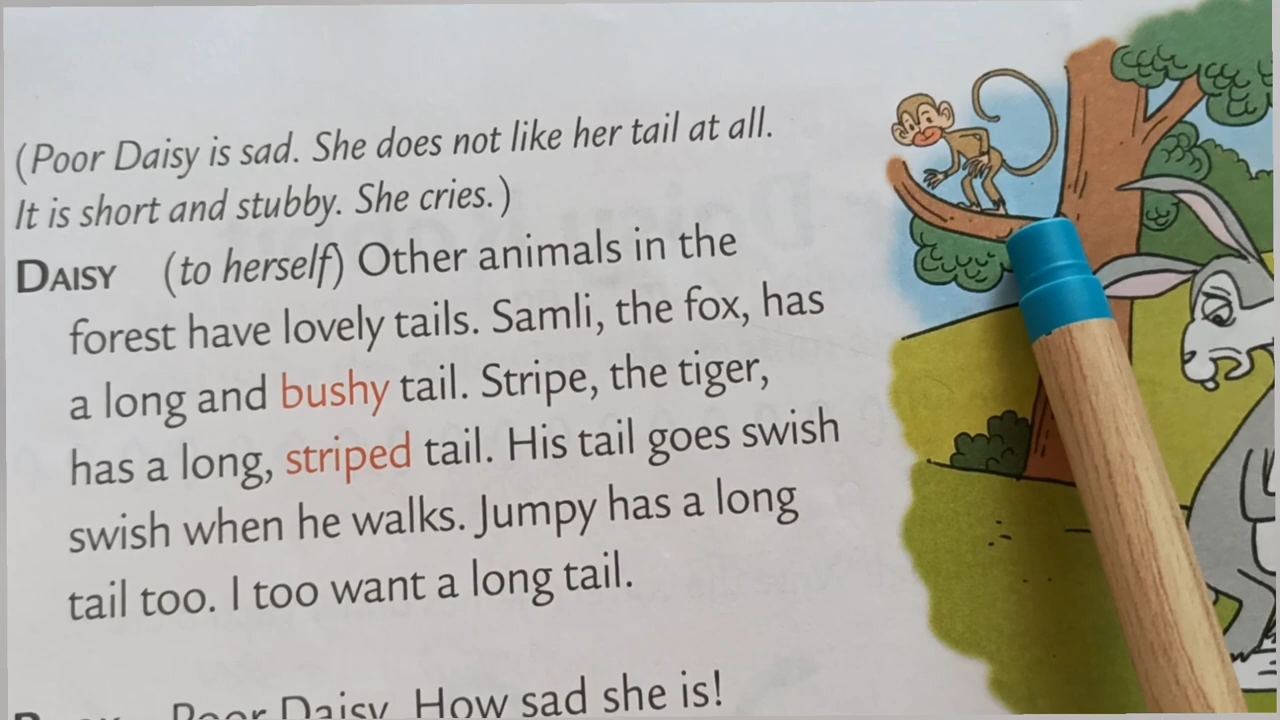 (Poor Daisy is sad. She does not like her tail at all.
It is short and stubby. She cries.)
DAISY (to herself) Other animals in the
forest have lovely tails. Samli, the fox, has
a long and bushy tail. Stripe, the tiger,
has a long, striped tail. His tail goes swish
swish when he walks. Jumpy has a long
tail too. I too want a long tail.
Poor Daisy. How sad she is!